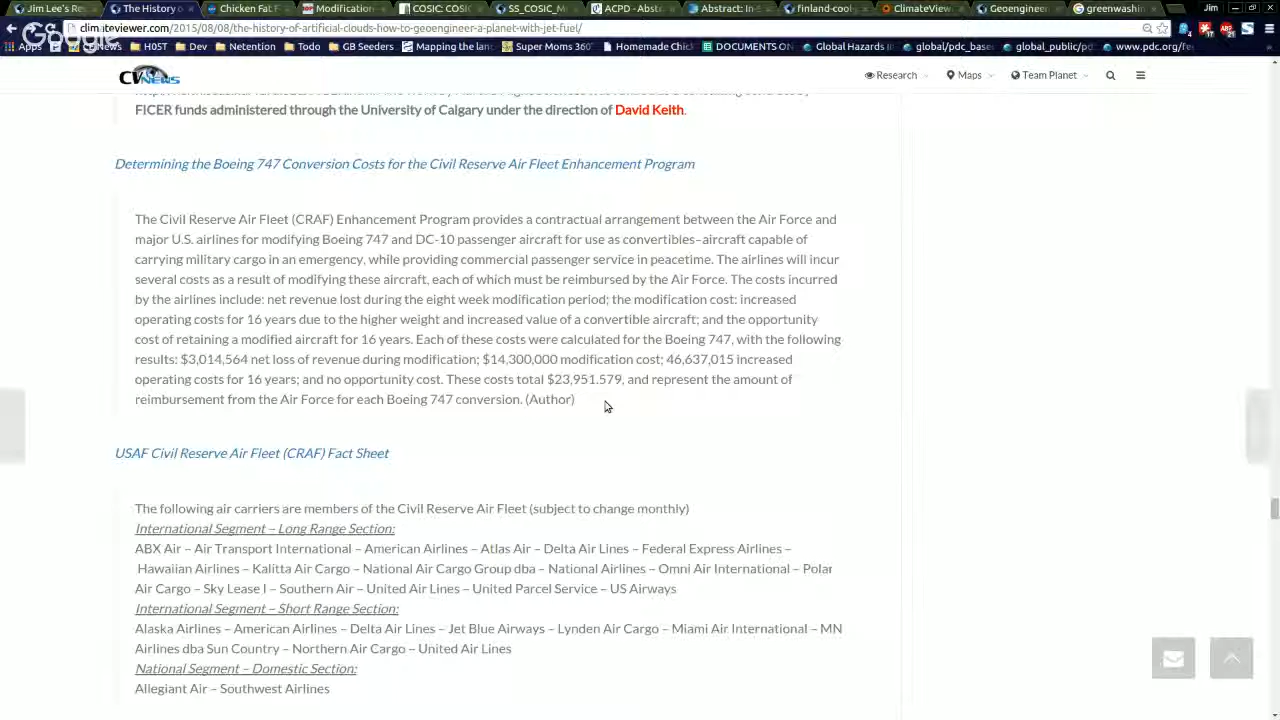 Jim Lee's Re
The History o
Chicken Fat F
Modification
COSIC: COSIC
SS_COSIC_M
ACPD - Abst
Abstract: In
finland-cool
ClimateView
Geoengineer
greenwashin
Jim
climateviewer.com/2015/08/08/the-history-of-artificial-clouds-how-to-geoengineer-a-planet-with-jet-fuel/
Google
Apps
H05T
Dev
Netention
Todo
GB Seeders
Mapping the lan
Super Moms 360°
Homemade Chick
DOCUMENTS ON
Global Hazards I
global/pdc_base
global_public/pd
www.pdc.org/fe
CV NEWS
Research
Maps
Team Planet
FICER funds administered through the University of Calgary under the direction of David Keith.
Determining the Boeing 747 Conversion Costs for the Civil Reserve Air Fleet Enhancement Program
The Civil Reserve Air Fleet (CRAF) Enhancement Program provides a contractual arrangement between the Air Force and
major U.S. airlines for modifying Boeing 747 and DC-10 passenger aircraft for use as convertibles–aircraft capable of
carrying military cargo in an emergency, while providing commercial passenger service in peacetime. The airlines will incur
several costs as a result of modifying these aircraft, each of which must be reimbursed by the Air Force. The costs incurred
by the airlines include: net revenue lost during the eight week modification period; the modification cost: increased
operating costs for 16 years due to the higher weight and increased value of a convertible aircraft; and the opportunity
cost of retaining a modified aircraft for 16 years. Each of these costs were calculated for the Boeing 747, with the following
results: $3,014,564 net loss of revenue during modification; $14,300,000 modification cost; 46,637,015 increased
operating costs for 16 years; and no opportunity cost. These costs total $23,951.579, and represent the amount of
reimbursement from the Air Force for each Boeing 747 conversion. (Author)
USAF Civil Reserve Air Fleet (CRAF) Fact Sheet
The following air carriers are members of the Civil Reserve Air Fleet (subject to change monthly)
International Segment – Long Range Section:
ABX Air – Air Transport International – American Airlines – Atlas Air – Delta Air Lines – Federal Express Airlines –
Hawaiian Airlines – Kalitta Air Cargo – National Air Cargo Group dba – National Airlines – Omni Air International – Polar
Air Cargo – Sky Lease I – Southern Air – United Air Lines – United Parcel Service – US Airways
International Segment – Short Range Section:
Alaska Airlines – American Airlines – Delta Air Lines – Jet Blue Airways – Lynden Air Cargo – Miami Air International – MN
Airlines dba Sun Country – Northern Air Cargo – United Air Lines
National Segment – Domestic Section:
Allegiant Air – Southwest Airlines